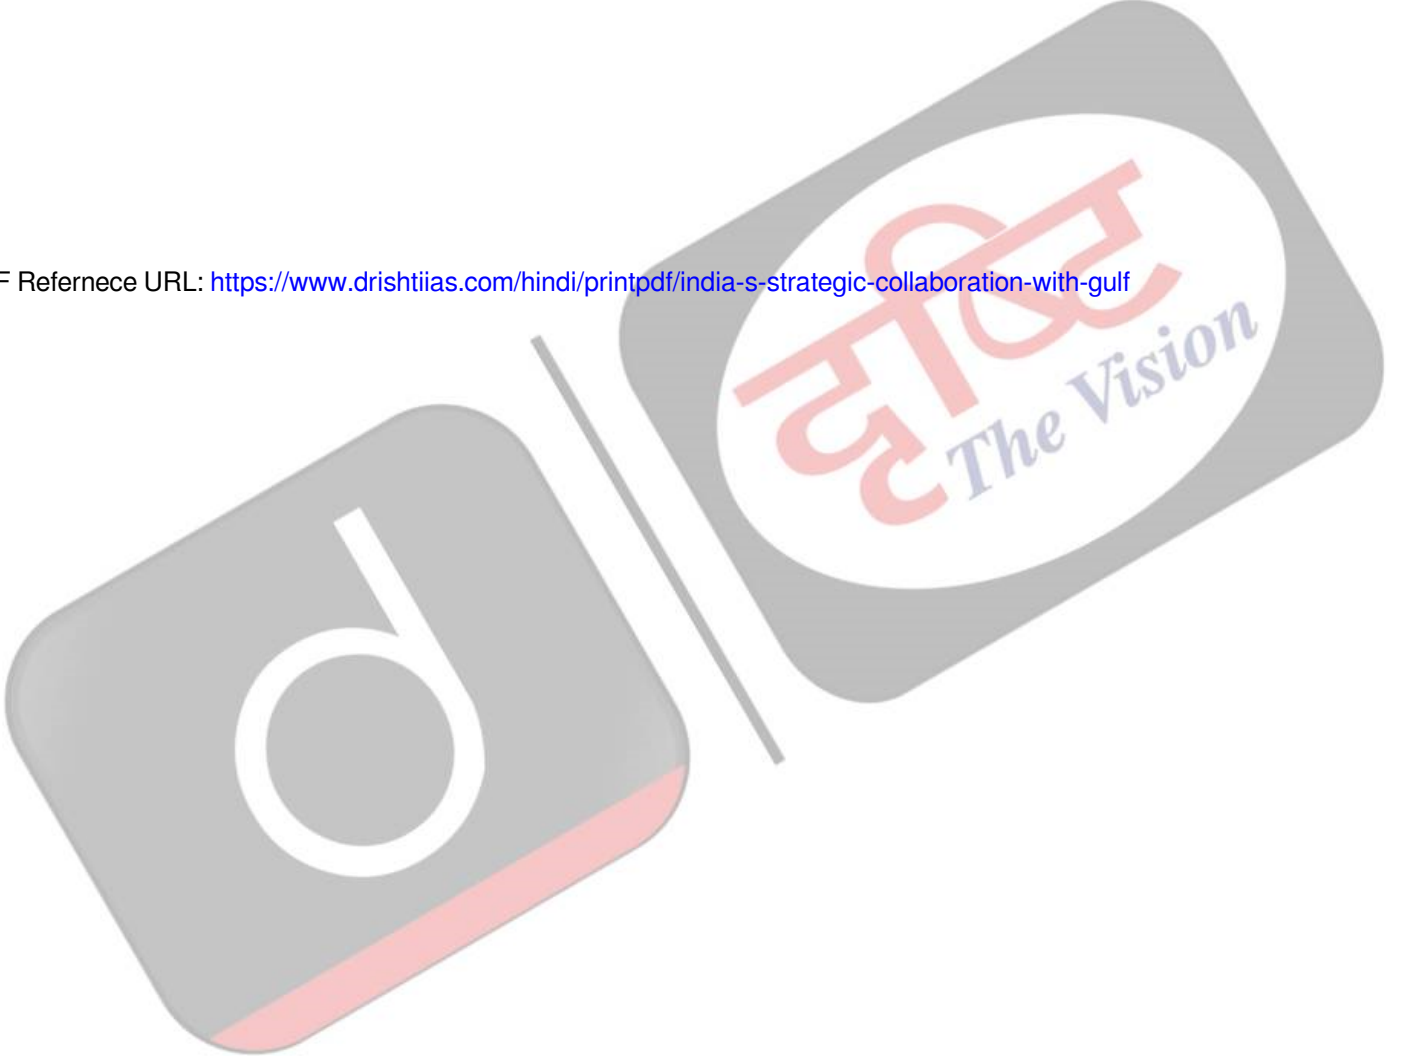 F Refernece URL: https://www.drishtiias.com/hindi/printpdf/india-s-strategic-collaboration-with-gulf
दृष्टि
The Vision
d